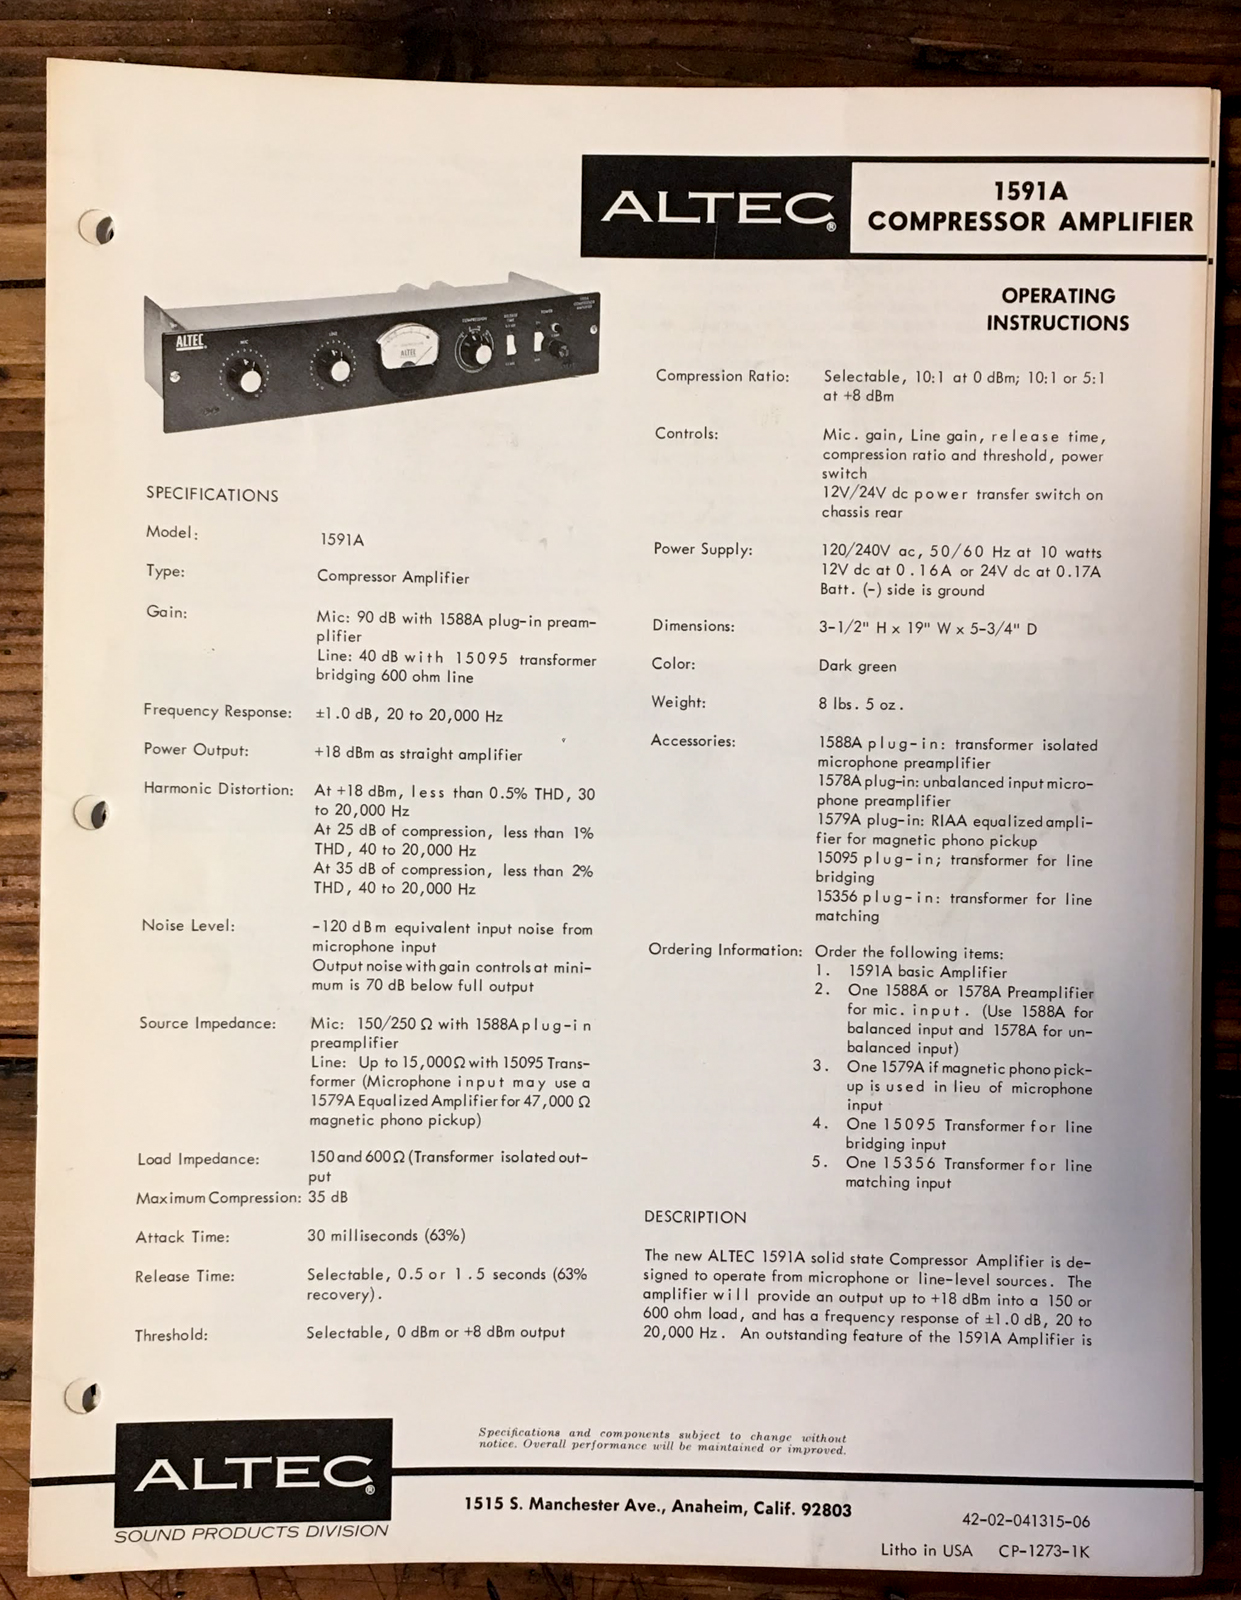 ALTEC®
1591A
COMPRESSOR AMPLIFIER
OPERATING
INSTRUCTIONS
ALTEC
MIC
LINE
ALTEC
COMPRESSION
POWER
SPECIFICATIONS
Model: 1591A
Type: Compressor Amplifier
Gain: Mic: 90 dB with 1588A plug-in pream-
plifier
Line: 40 dB with 15095 transformer
bridging 600 ohm line
Frequency Response: ±1.0 dB, 20 to 20,000 Hz
Power Output: +18 dBm as straight amplifier
Harmonic Distortion: At +18 dBm, less than 0.5% THD, 30
to 20,000 Hz
At 25 dB of compression, less than 1%
THD, 40 to 20,000 Hz
At 35 dB of compression, less than 2%
THD, 40 to 20,000 Hz
Noise Level: -120 dBm equivalent input noise from
microphone input
Output noise with gain controls at mini-
mum is 70 dB below full output
Source Impedance: Mic: 150/250 Ω with 1588A plug-in
preamplifier
Line: Up to 15,000Ω with 15095 Trans-
former (Microphone input may use a
1579A Equalized Amplifier for 47,000 Ω
magnetic phono pickup)
Load Impedance: 150 and 600Ω (Transformer isolated out-
put
Maximum Compression: 35 dB
Attack Time: 30 milliseconds (63%)
Release Time: Selectable, 0.5 or 1.5 seconds (63%
recovery).
Threshold: Selectable, 0 dBm or +8 dBm output
Compression Ratio: Selectable, 10:1 at 0 dBm; 10:1 or 5:1
at +8 dBm
Controls: Mic. gain, Line gain, release time,
compression ratio and threshold, power
switch
12V/24V dc power transfer switch on
chassis rear
Power Supply: 120/240V ac, 50/60 Hz at 10 watts
12V dc at 0.16A or 24V dc at 0.17A
Batt. (-) side is ground
Dimensions: 3-1/2" H x 19" W x 5-3/4" D
Color: Dark green
Weight: 8 lbs. 5 oz.
Accessories: 1588A plug-in: transformer isolated
microphone preamplifier
1578A plug-in: unbalanced input micro-
phone preamplifier
1579A plug-in: RIAA equalized ampli-
fier for magnetic phono pickup
15095 plug-in; transformer for line
bridging
15356 plug-in: transformer for line
matching
Ordering Information: Order the following items:
1. 1591A basic Amplifier
2. One 1588A or 1578A Preamplifier
for mic. input. (Use 1588A for
balanced input and 1578A for un-
balanced input)
3. One 1579A if magnetic phono pick-
up is used in lieu of microphone
input
4. One 15095 Transformer for line
bridging input
5. One 15356 Transformer for line
matching input
DESCRIPTION
The new ALTEC 1591A solid state Compressor Amplifier is de-
signed to operate from microphone or line-level sources. The
amplifier will provide an output up to +18 dBm into a 150 or
600 ohm load, and has a frequency response of ±1.0 dB, 20 to
20,000 Hz. An outstanding feature of the 1591A Amplifier is
Specifications and components subject to change without
notice. Overall performance will be maintained or improved.
ALTEC®
SOUND PRODUCTS DIVISION
1515 S. Manchester Ave., Anaheim, Calif. 92803
42-02-041315-06
Litho in USA CP-1273-1K